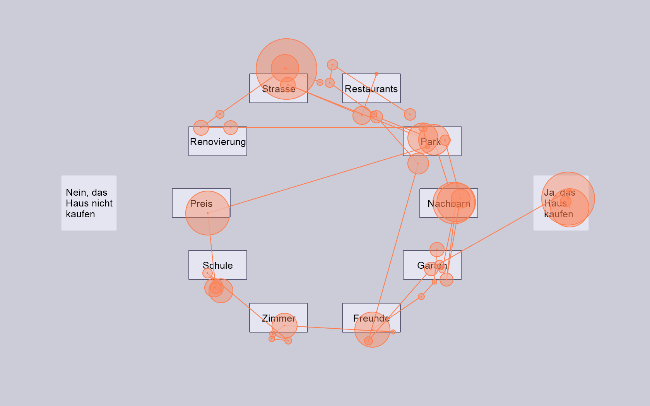 Strasse
Restaurants
Renovierung
Park
Nein, das
Haus nicht
kaufen
Preis
Nachbarn
Ja, das
Haus
kaufen
Schule
Garten
Zimmer
Freunde